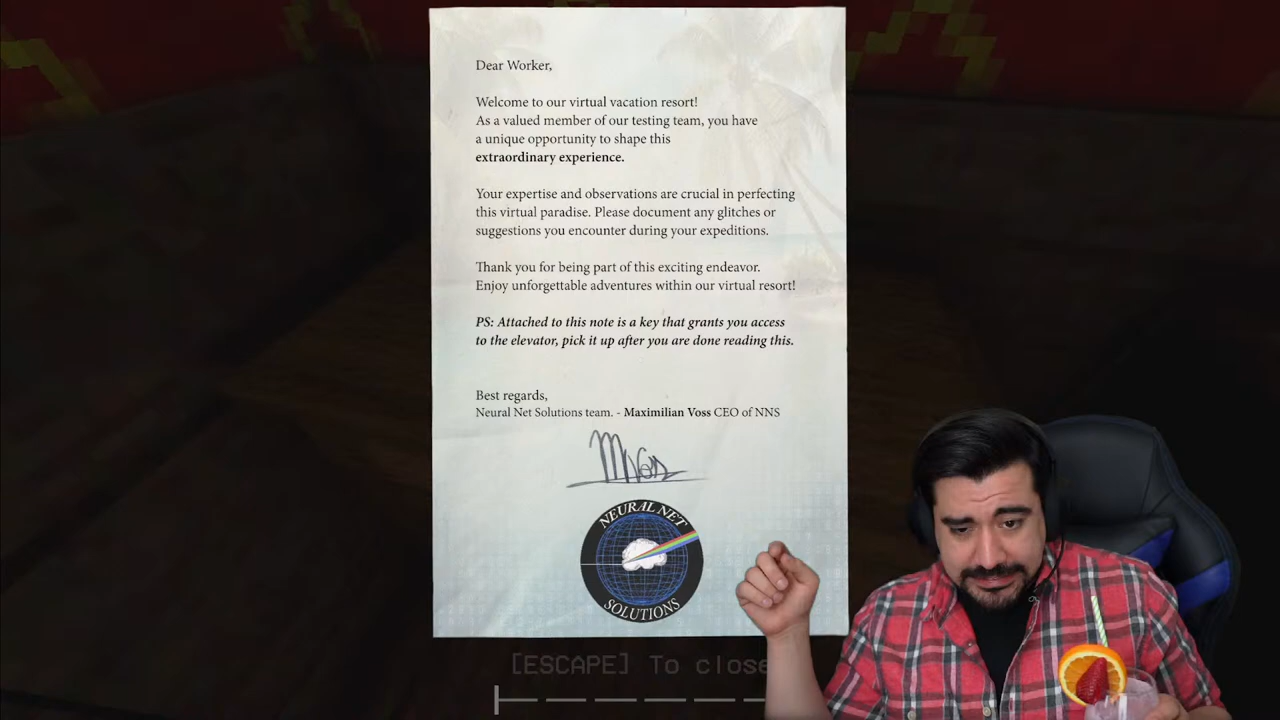 Dear Worker,
Welcome to our virtual vacation resort!
As a valued member of our testing team, you have
a unique opportunity to shape this
extraordinary experience.
Your expertise and observations are crucial in perfecting
this virtual paradise. Please document any glitches or
suggestions you encounter during your expeditions.
Thank you for being part of this exciting endeavor.
Enjoy unforgettable adventures within our virtual resort!
PS: Attached to this note is a key that grants you access
to the elevator, pick it up after you are done reading this.
Best regards,
Neural Net Solutions team. - Maximilian Voss CEO of NNS
MVoss
NEURAL NET
SOLUTIONS
[ESCAPE] To close